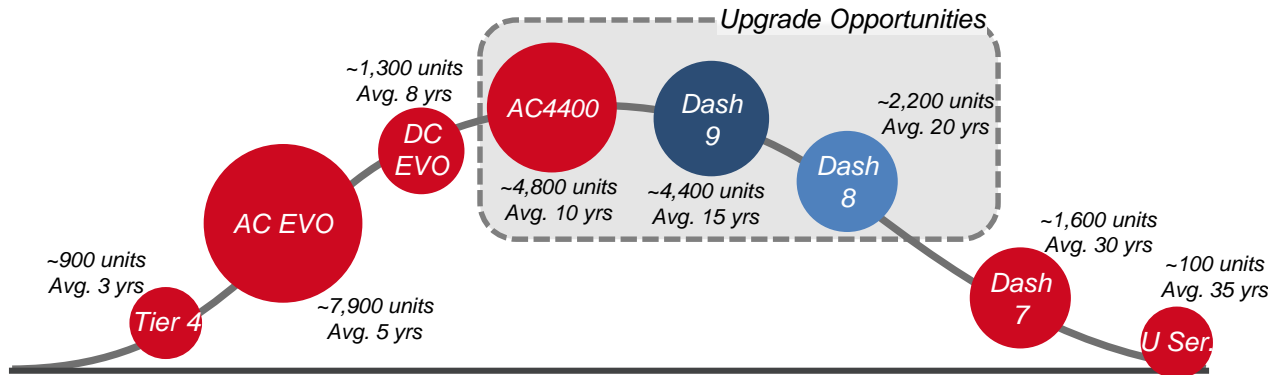 Upgrade Opportunities
~900 units
Avg. 3 yrs
Tier 4
AC EVO
~7,900 units
Avg. 5 yrs
~1,300 units
Avg. 8 yrs
DC
EVO
AC4400
~4,800 units
Avg. 10 yrs
Dash
9
~4,400 units
Avg. 15 yrs
~2,200 units
Avg. 20 yrs
Dash
8
~1,600 units
Avg. 30 yrs
Dash
7
~100 units
Avg. 35 yrs
U Ser.